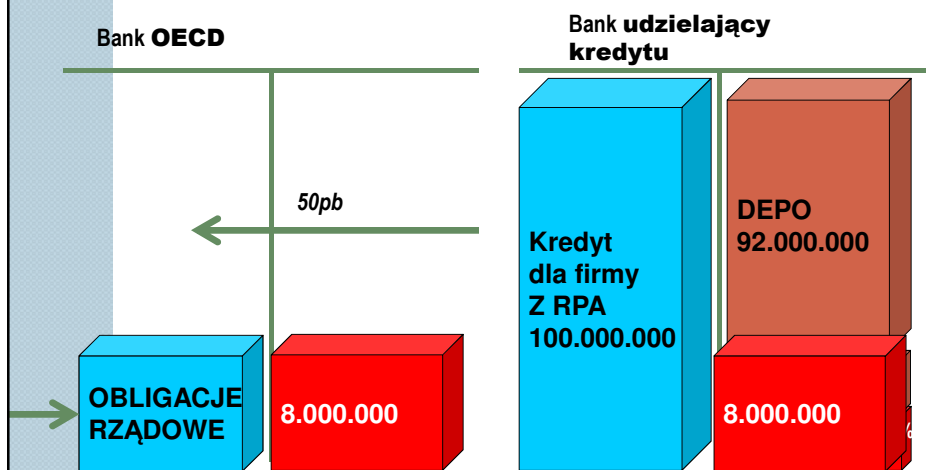 Bank OECD
Bank udzielający
kredytu
50pb
Kredyt
dla firmy
Z RPA
100.000.000
DEPO
92.000.000
OBLIGACJE
RZĄDOWE
8.000.000
8.000.000